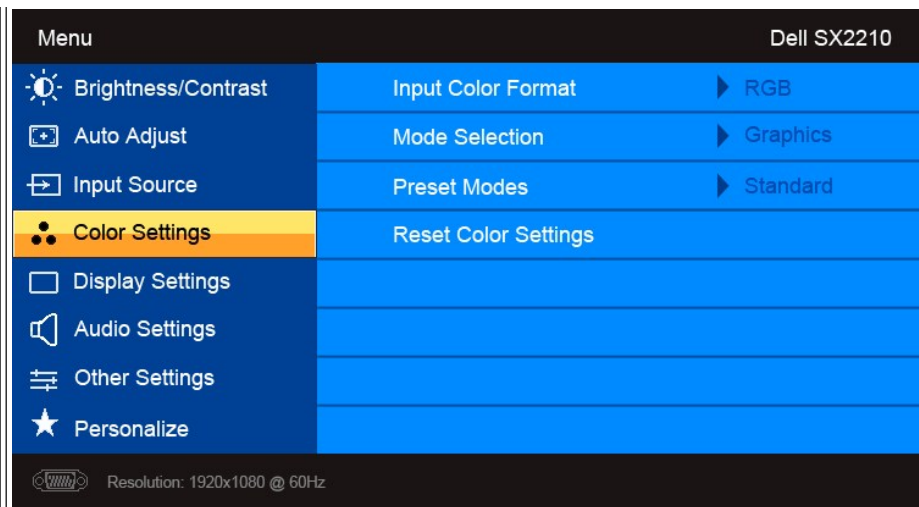 Menu Dell SX2210
Brightness/Contrast Input Color Format RGB
Auto Adjust Mode Selection Graphics
Input Source Preset Modes Standard
Color Settings Reset Color Settings
Display Settings
Audio Settings
Other Settings
Personalize
Resolution: 1920x1080 @ 60Hz